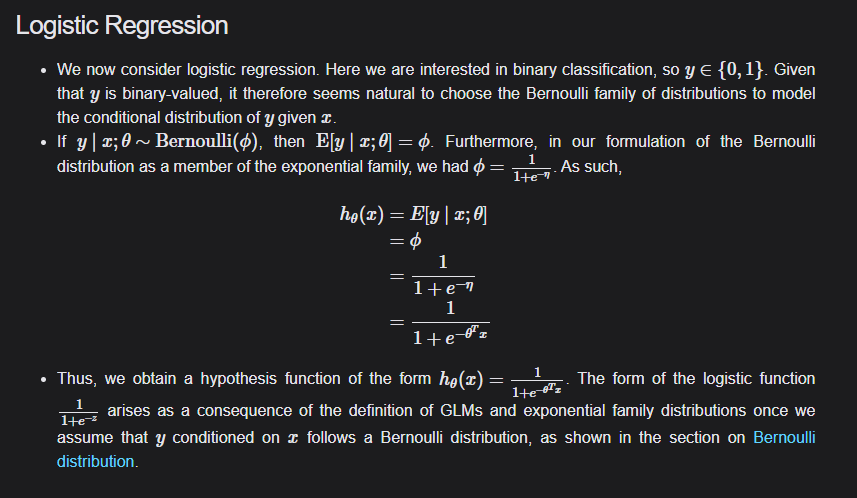 Logistic Regression
• We now consider logistic regression. Here we are interested in binary classification, so y ∈ {0, 1}. Given
that y is binary-valued, it therefore seems natural to choose the Bernoulli family of distributions to model
the conditional distribution of y given x.
• If y | x; θ ∼ Bernoulli(ϕ), then E[y | x; θ] = ϕ. Furthermore, in our formulation of the Bernoulli
distribution as a member of the exponential family, we had ϕ = 1/(1+e^{−η}). As such,
h_θ(x) = E[y | x; θ]
= ϕ
= 1/(1 + e^{−η})
= 1/(1 + e^{−θ^T x})
• Thus, we obtain a hypothesis function of the form h_θ(x) = 1/(1+e^{−θ^T x}). The form of the logistic function
1/(1+e^{−z}) arises as a consequence of the definition of GLMs and exponential family distributions once we
assume that y conditioned on x follows a Bernoulli distribution, as shown in the section on Bernoulli
distribution.